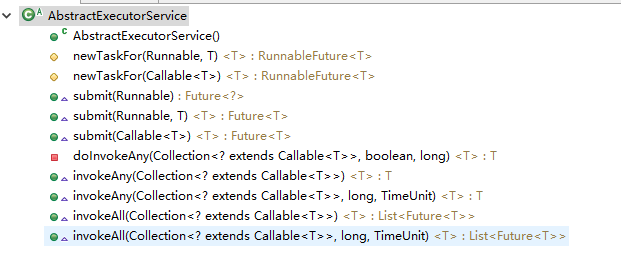 AbstractExecutorService
AbstractExecutorService()
newTaskFor(Runnable, T) <T> : RunnableFuture<T>
newTaskFor(Callable<T>) <T> : RunnableFuture<T>
submit(Runnable) : Future<?>
submit(Runnable, T) <T> : Future<T>
submit(Callable<T>) <T> : Future<T>
doInvokeAny(Collection<? extends Callable<T>>, boolean, long) <T> : T
invokeAny(Collection<? extends Callable<T>>) <T> : T
invokeAny(Collection<? extends Callable<T>>, long, TimeUnit) <T> : T
invokeAll(Collection<? extends Callable<T>>) <T> : List<Future<T>>
invokeAll(Collection<? extends Callable<T>>, long, TimeUnit) <T> : List<Future<T>>